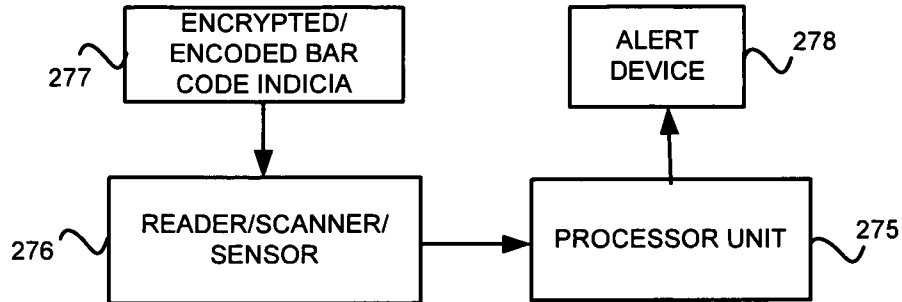 ENCRYPTED/
ENCODED BAR
CODE INDICIA
277
ALERT
DEVICE
278
READER/SCANNER/
SENSOR
276
PROCESSOR UNIT
275